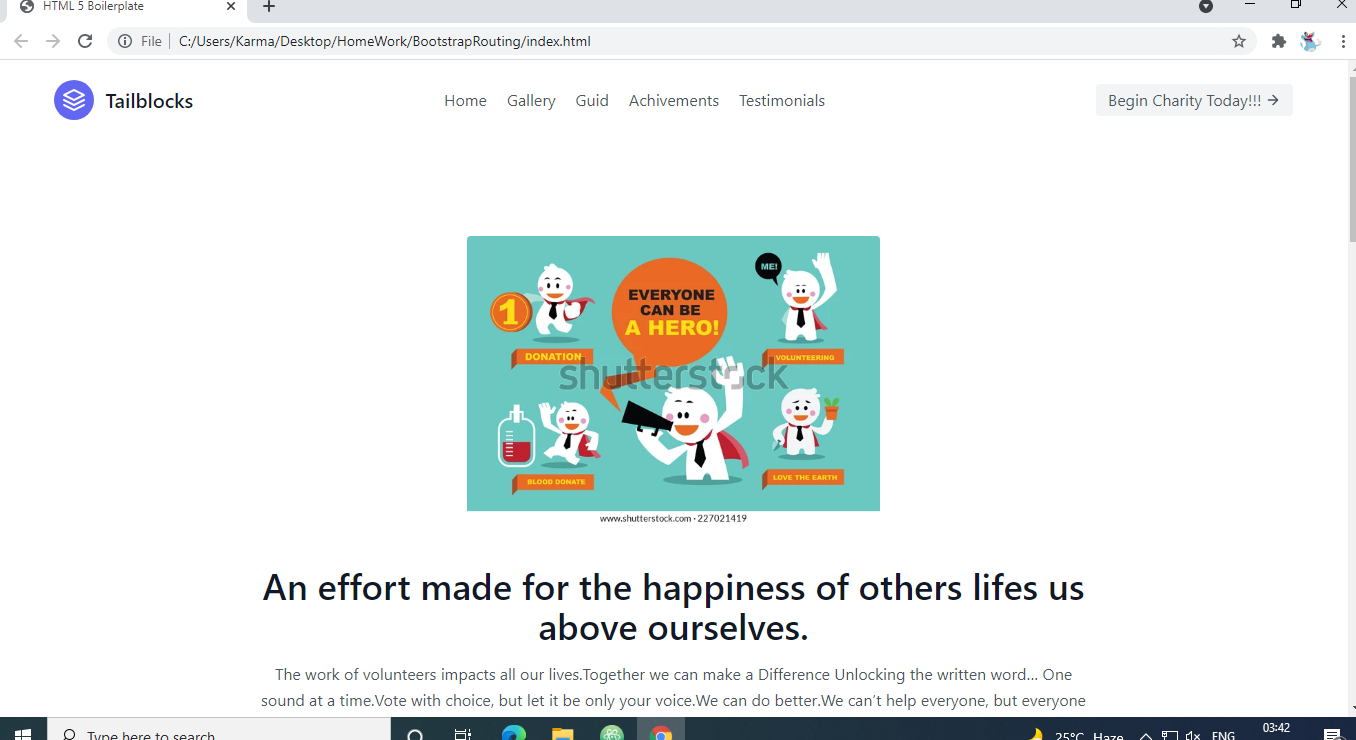 HTML 5 Boilerplate
File
C:/Users/Karma/Desktop/HomeWork/BootstrapRouting/index.html
Tailblocks
Home Gallery Guid Achivements Testimonials
Begin Charity Today!!! →
1
DONATION
EVERYONE
CAN BE
A HERO!
ME!
VOLUNTEERING
shutterstock
BLOOD DONATE
LOVE THE EARTH
www.shutterstock.com · 227021419
An effort made for the happiness of others lifes us
above ourselves.
The work of volunteers impacts all our lives.Together we can make a Difference Unlocking the written word... One
sound at a time.Vote with choice, but let it be only your voice.We can do better.We can’t help everyone, but everyone
Type here to search
25°C Haze
ENG
03:42